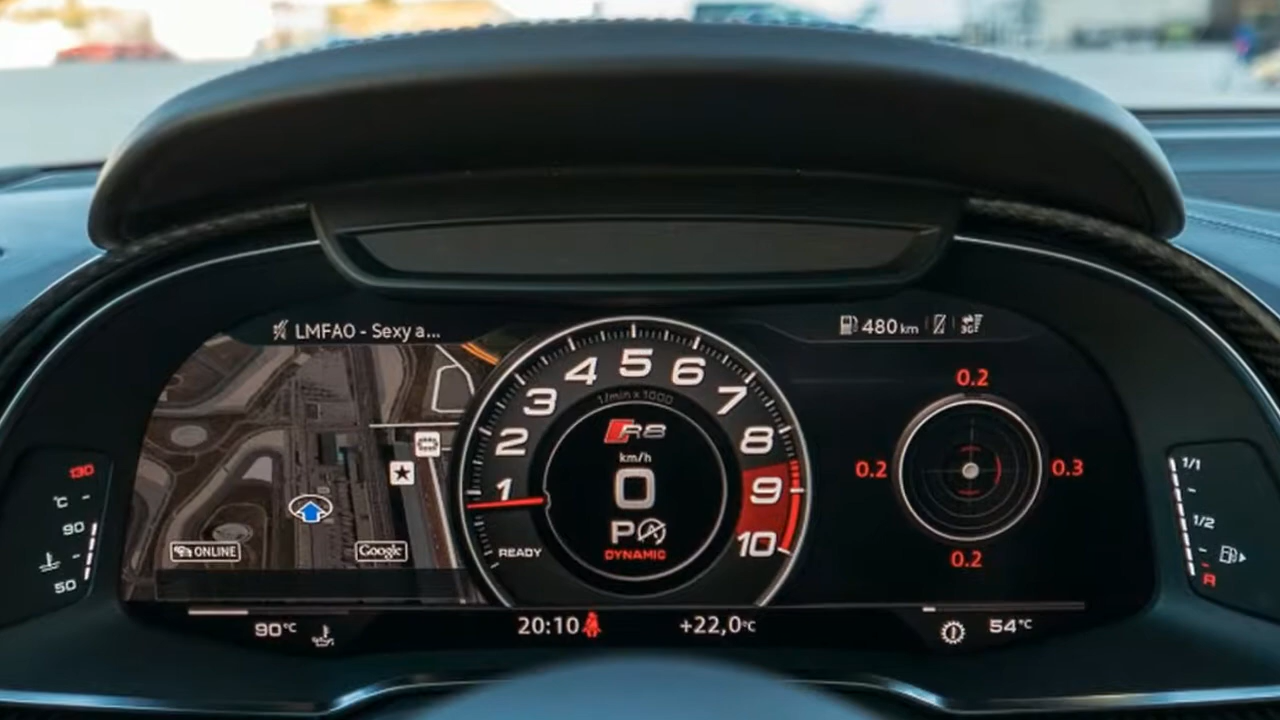 LMFAO - Sexy a...
480 km
3G
130
°C
90
50
ONLINE
Google
1
2
3
4
5
6
7
8
9
10
1/min x 1000
R8
km/h
0
P
DYNAMIC
READY
0.2
0.2
0.3
0.2
1/1
1/2
R
90°C
20:10
+22,0°C
54°C